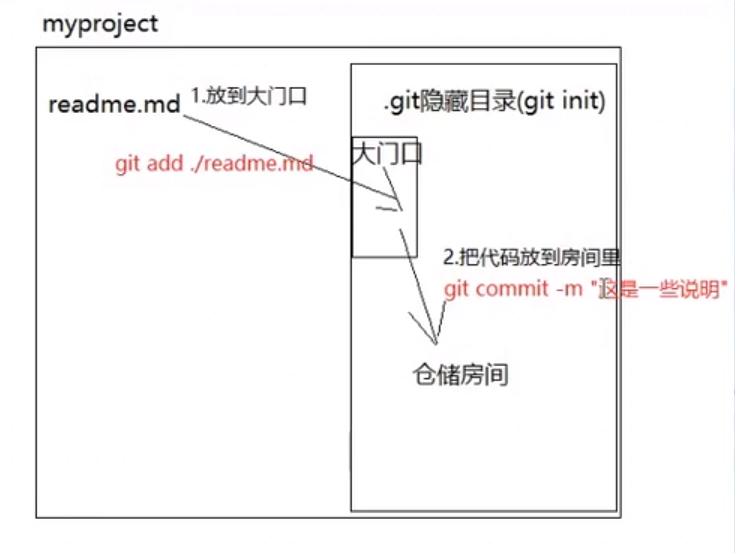 myproject
readme.md
1.放到大门口
.git隐藏目录(git init)
git add ./readme.md
大门口
2.把代码放到房间里
git commit -m "这是一些说明"
仓储房间